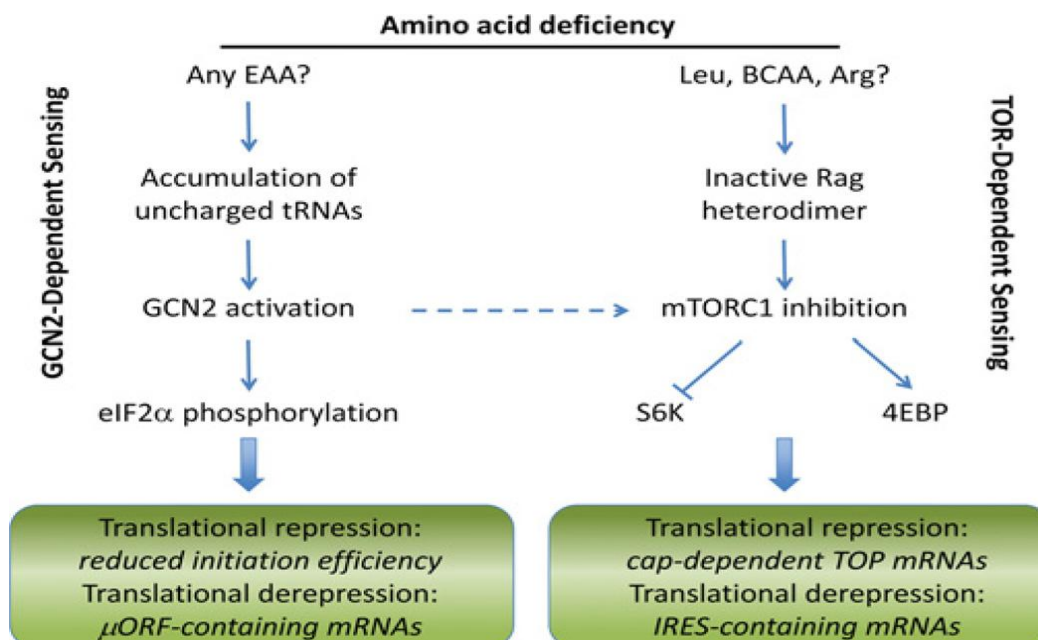 Amino acid deficiency
GCN2-Dependent Sensing
Any EAA?
Accumulation of
uncharged tRNAs
GCN2 activation
eIF2α phosphorylation
Translational repression:
reduced initiation efficiency
Translational derepression:
μORF-containing mRNAs
Leu, BCAA, Arg?
Inactive Rag
heterodimer
mTORC1 inhibition
S6K
4EBP
Translational repression:
cap-dependent TOP mRNAs
Translational derepression:
IRES-containing mRNAs
TOR-Dependent Sensing